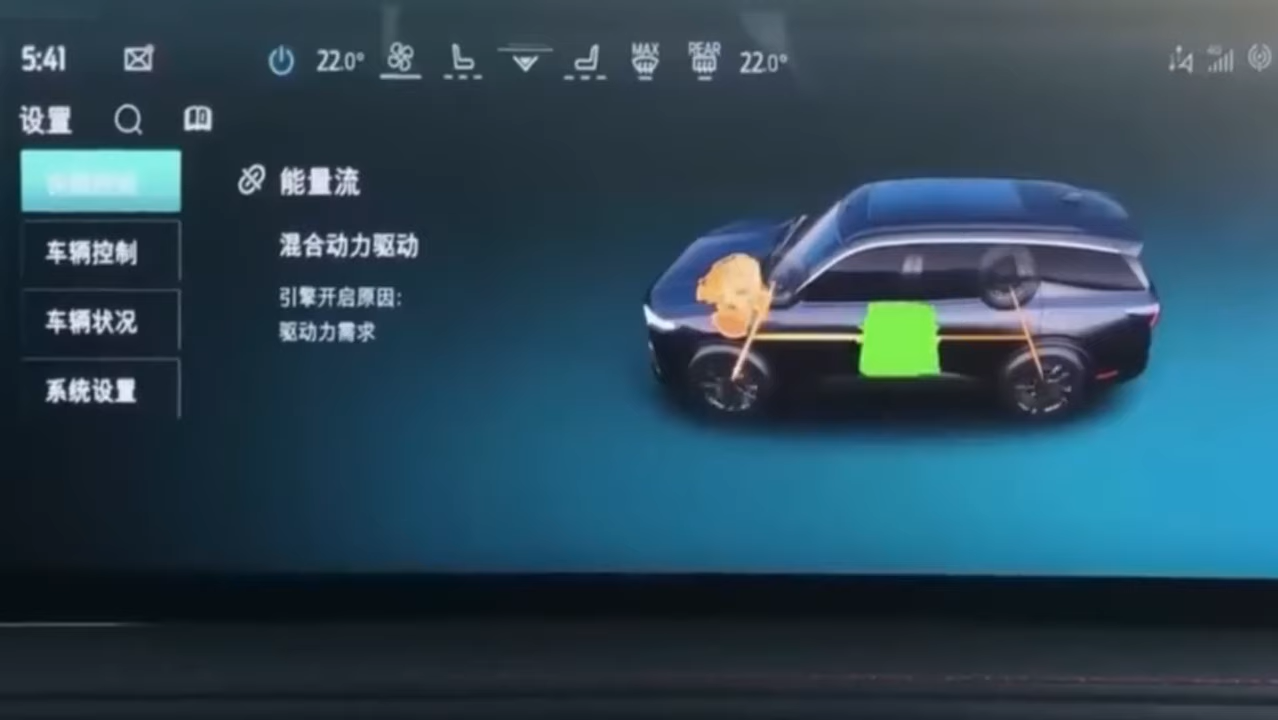 5:41
22.0°
MAX
REAR
22.0°
4G
设置
能量流
车辆控制
混合动力驱动
引擎开启原因:
车辆状况
驱动力需求
系统设置